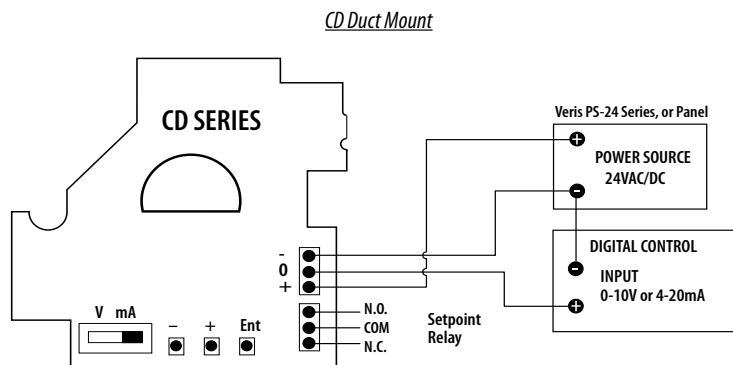 CD Duct Mount
Veris PS-24 Series, or Panel
CD SERIES
+
POWER SOURCE
24VAC/DC
-
DIGITAL CONTROL
-
INPUT
0-10V or 4-20mA
+
-
0
+
V mA
- + Ent
N.O.
COM
N.C.
Setpoint
Relay